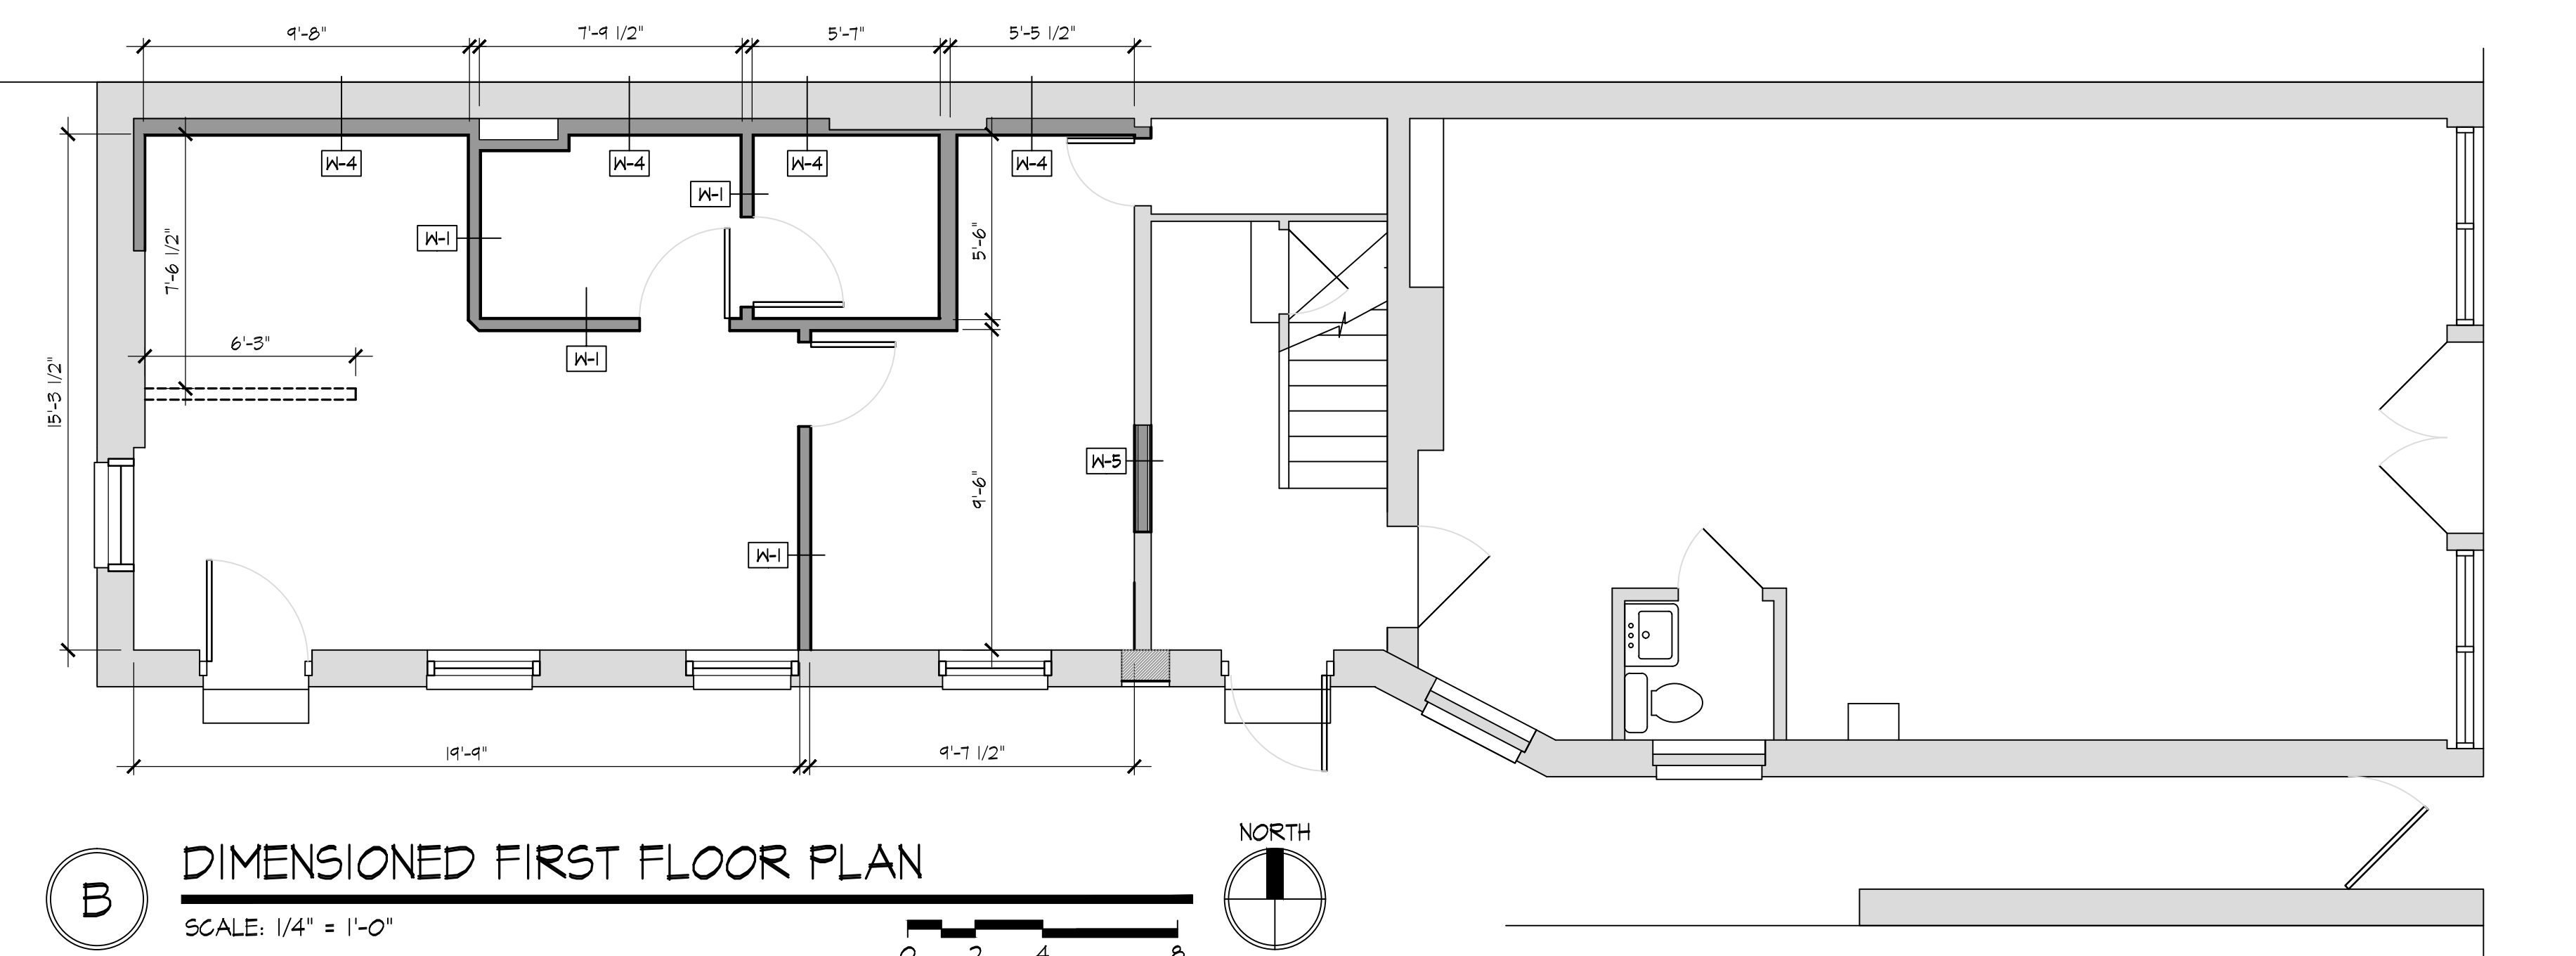 9'-8" 7'-9 1/2" 5'-7" 5'-5 1/2"
W-4 W-4 W-4 W-4
W-1
W-1
7'-6 1/2"
5'-6"
6'-3"
W-1
15'-3 1/2"
W-5
9'-6"
W-1
19'-9" 9'-7 1/2"
NORTH
B
DIMENSIONED FIRST FLOOR PLAN
SCALE: 1/4" = 1'-0"
0 2 4 8